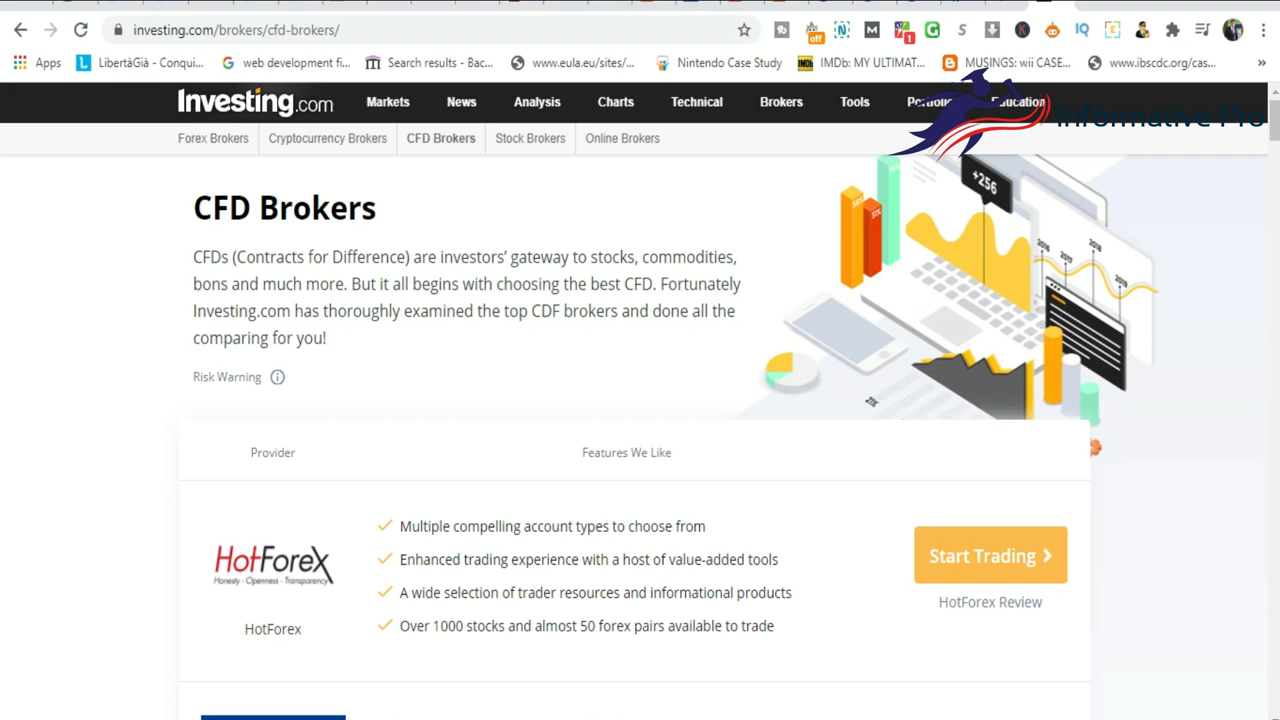 investing.com/brokers/cfd-brokers/
off
1
Apps
LibertàGià - Conqui...
web development fi...
Search results - Bac...
www.eula.eu/sites/...
Nintendo Case Study
IMDb: MY ULTIMAT...
MUSINGS: wii CASE...
www.ibscdc.org/cas...
Investing.com
Markets
News
Analysis
Charts
Technical
Brokers
Tools
Portfolio
Education
Informative Pro
Forex Brokers
Cryptocurrency Brokers
CFD Brokers
Stock Brokers
Online Brokers
+256
CFD Brokers
CFDs (Contracts for Difference) are investors' gateway to stocks, commodities,
bons and much more. But it all begins with choosing the best CFD. Fortunately
Investing.com has thoroughly examined the top CDF brokers and done all the
comparing for you!
Risk Warning
Provider
Features We Like
HotForex
Honesty - Openness - Transparency
HotForex
Multiple compelling account types to choose from
Enhanced trading experience with a host of value-added tools
A wide selection of trader resources and informational products
Over 1000 stocks and almost 50 forex pairs available to trade
Start Trading
HotForex Review